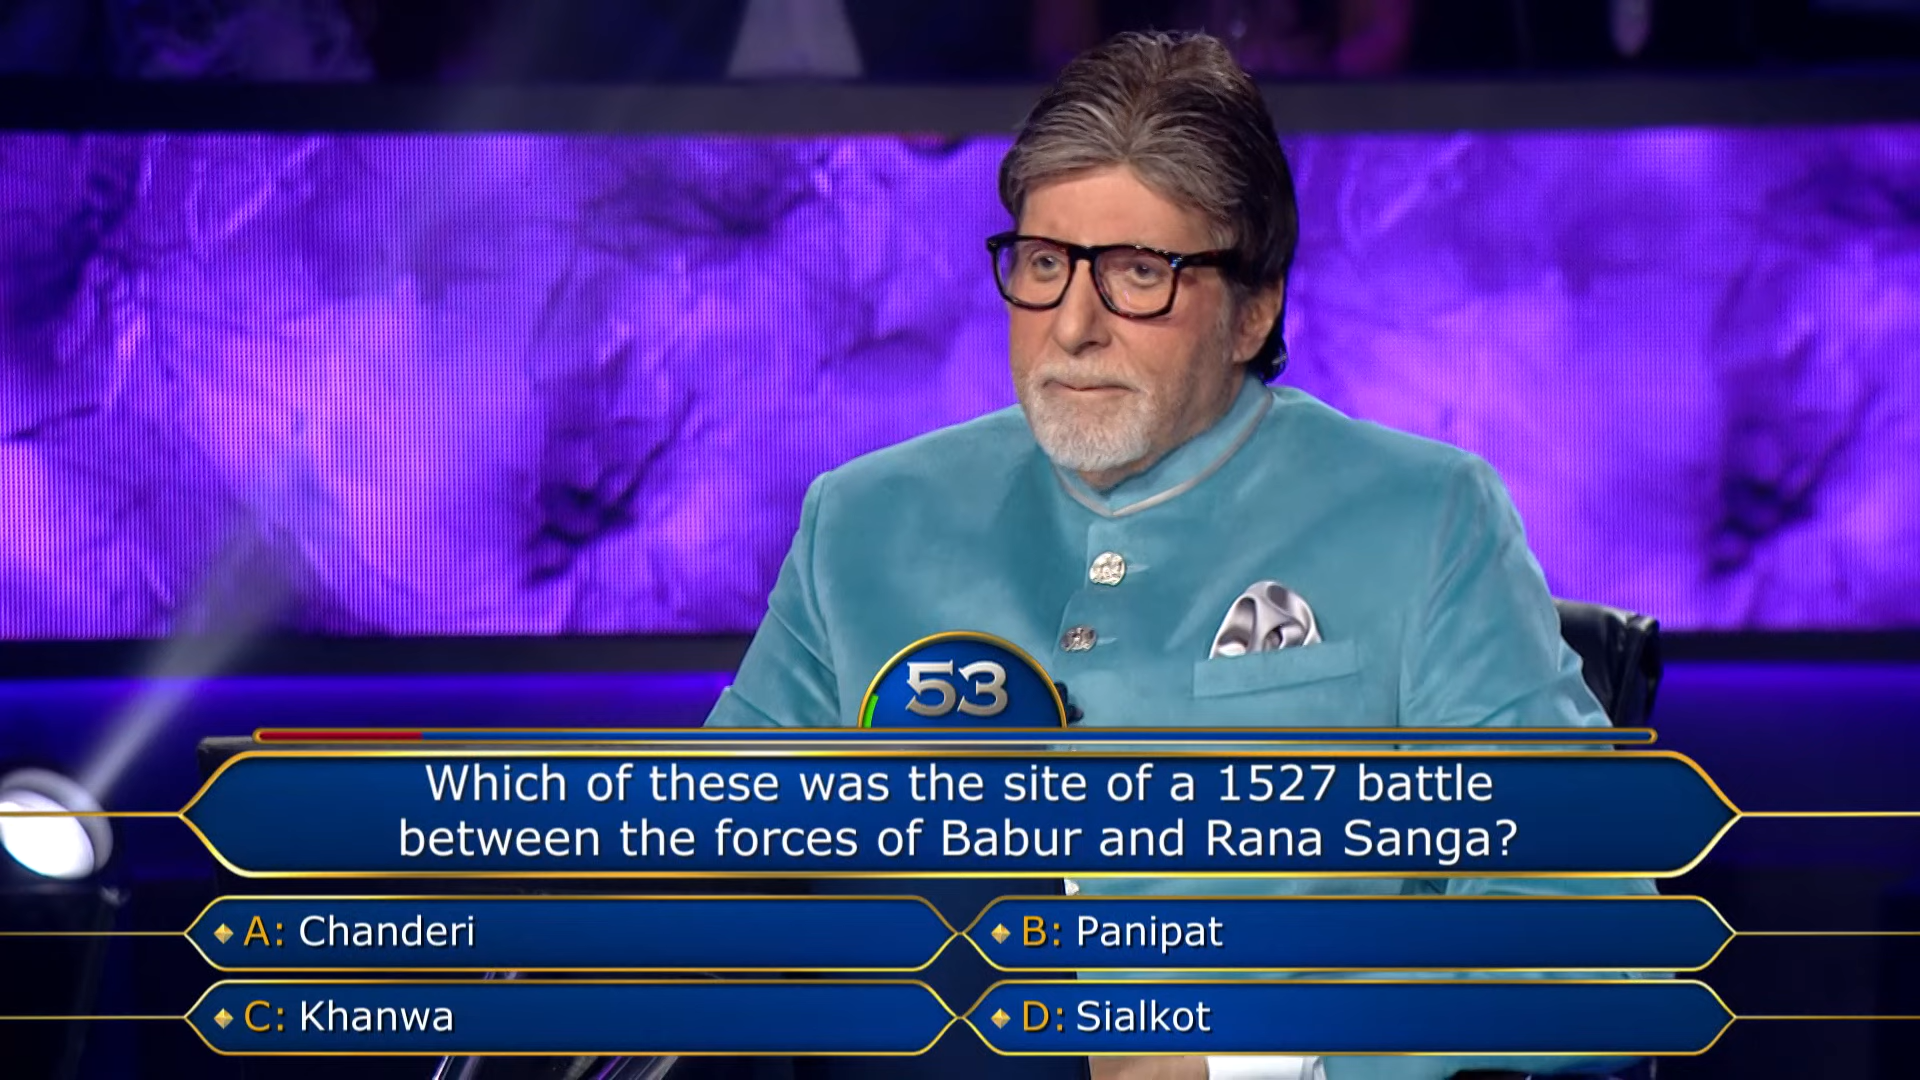 53
Which of these was the site of a 1527 battle
between the forces of Babur and Rana Sanga?
A: Chanderi
B: Panipat
C: Khanwa
D: Sialkot